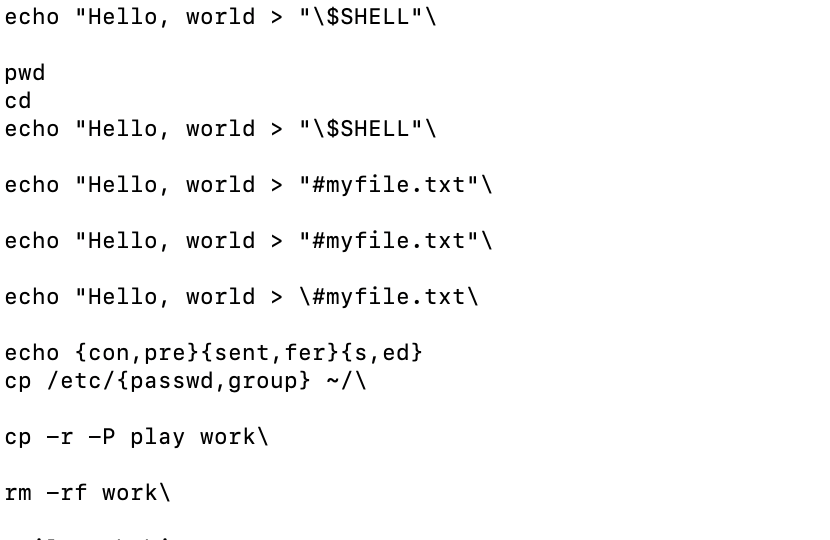 echo "Hello, world > "\$SHELL"\
pwd
cd
echo "Hello, world > "\$SHELL"\
echo "Hello, world > "#myfile.txt"\
echo "Hello, world > "#myfile.txt"\
echo "Hello, world > \#myfile.txt\
echo {con,pre}{sent,fer}{s,ed}
cp /etc/{passwd,group} ~/\
cp -r -P play work\
rm -rf work\